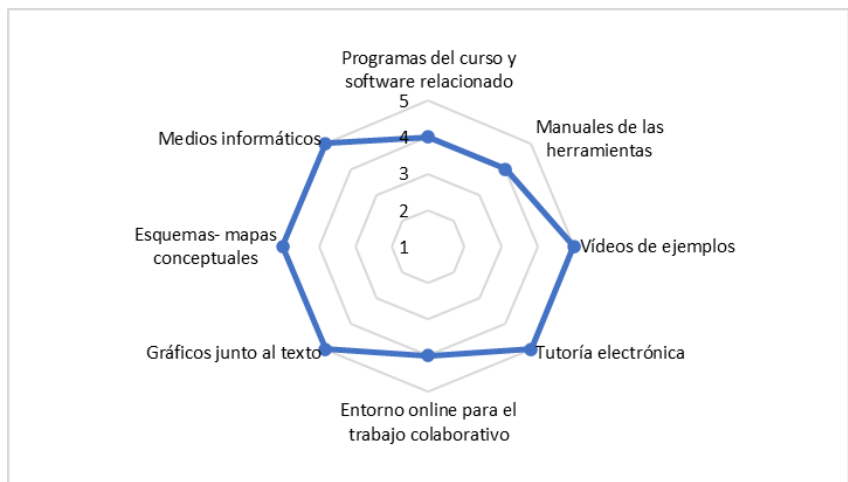 Programas del curso y
software relacionado
5
4
3
2
1
Manuales de las
herramientas
Vídeos de ejemplos
Tutoría electrónica
Entorno online para el
trabajo colaborativo
Gráficos junto al texto
Esquemas- mapas
conceptuales
Medios informáticos